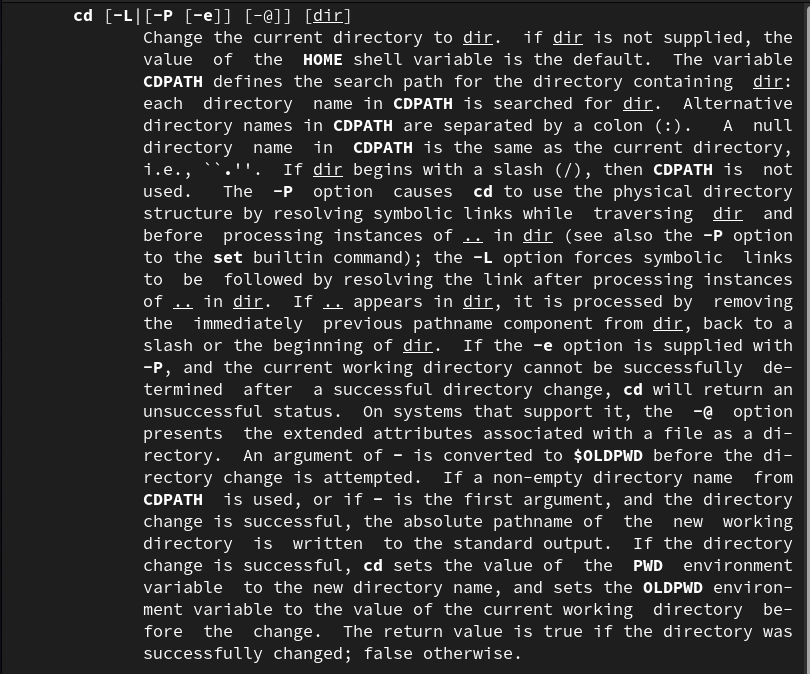 cd [-L|[-P [-e]] [-@]] [dir]
Change the current directory to dir.  if dir is not supplied, the
value  of  the  HOME shell variable is the default.  The variable
CDPATH defines the search path for the directory containing  dir:
each  directory  name in CDPATH is searched for dir.  Alternative
directory names in CDPATH are separated by a colon (:).   A  null
directory  name  in  CDPATH is the same as the current directory,
i.e., ``.''.  If dir begins with a slash (/), then CDPATH is  not
used.   The  -P  option  causes  cd to use the physical directory
structure by resolving symbolic links while  traversing  dir  and
before  processing instances of .. in dir (see also the -P option
to the set builtin command); the -L option forces symbolic  links
to  be  followed by resolving the link after processing instances
of .. in dir.  If .. appears in dir, it is processed by  removing
the  immediately  previous pathname component from dir, back to a
slash or the beginning of dir.  If the -e option is supplied with
-P, and the current working directory cannot be successfully  de-
termined  after  a successful directory change, cd will return an
unsuccessful status.  On systems that support it, the  -@  option
presents  the extended attributes associated with a file as a di-
rectory.  An argument of - is converted to $OLDPWD before the di-
rectory change is attempted.  If a non-empty directory name  from
CDPATH  is used, or if - is the first argument, and the directory
change is successful, the absolute pathname of  the  new  working
directory  is  written  to the standard output.  If the directory
change is successful, cd sets the value of  the  PWD  environment
variable  to the new directory name, and sets the OLDPWD environ-
ment variable to the value of the current working  directory  be-
fore  the  change.  The return value is true if the directory was
successfully changed; false otherwise.